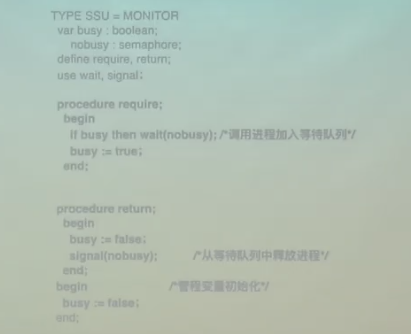 TYPE SSU = MONITOR
var busy : boolean;
nobusy : semaphore;
define require, return;
use wait, signal;
procedure require;
begin
if busy then wait(nobusy); /*调用进程加入等待队列*/
busy := true;
end;
procedure return;
begin
busy := false;
signal(nobusy); /*从等待队列中释放进程*/
end;
begin /*管程变量初始化*/
busy := false;
end;